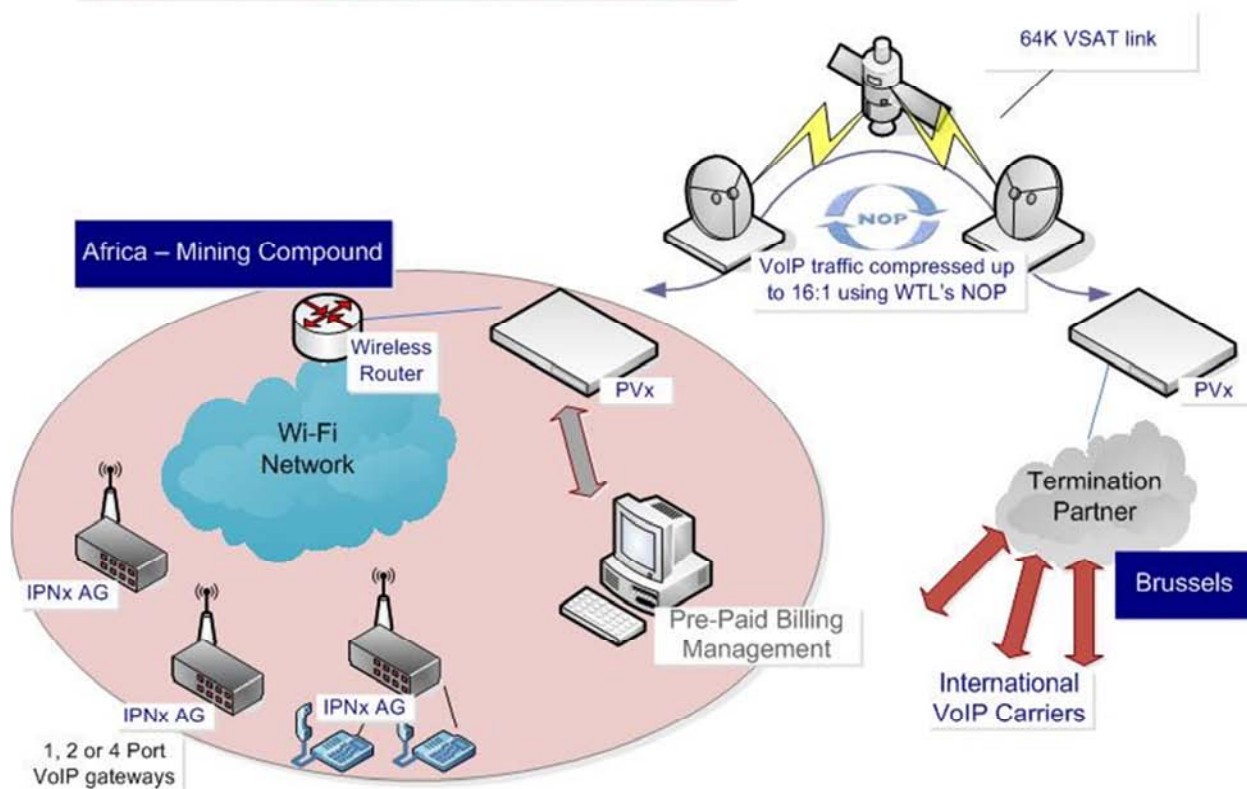 64K VSAT link
NOP
VoIP traffic compressed up
to 16:1 using WTL's NOP
Africa – Mining Compound
Wireless
Router
PVx
PVx
Wi-Fi
Network
Termination
Partner
IPNx AG
Brussels
Pre-Paid Billing
Management
IPNx AG
IPNx AG
International
VoIP Carriers
1, 2 or 4 Port
VoIP gateways